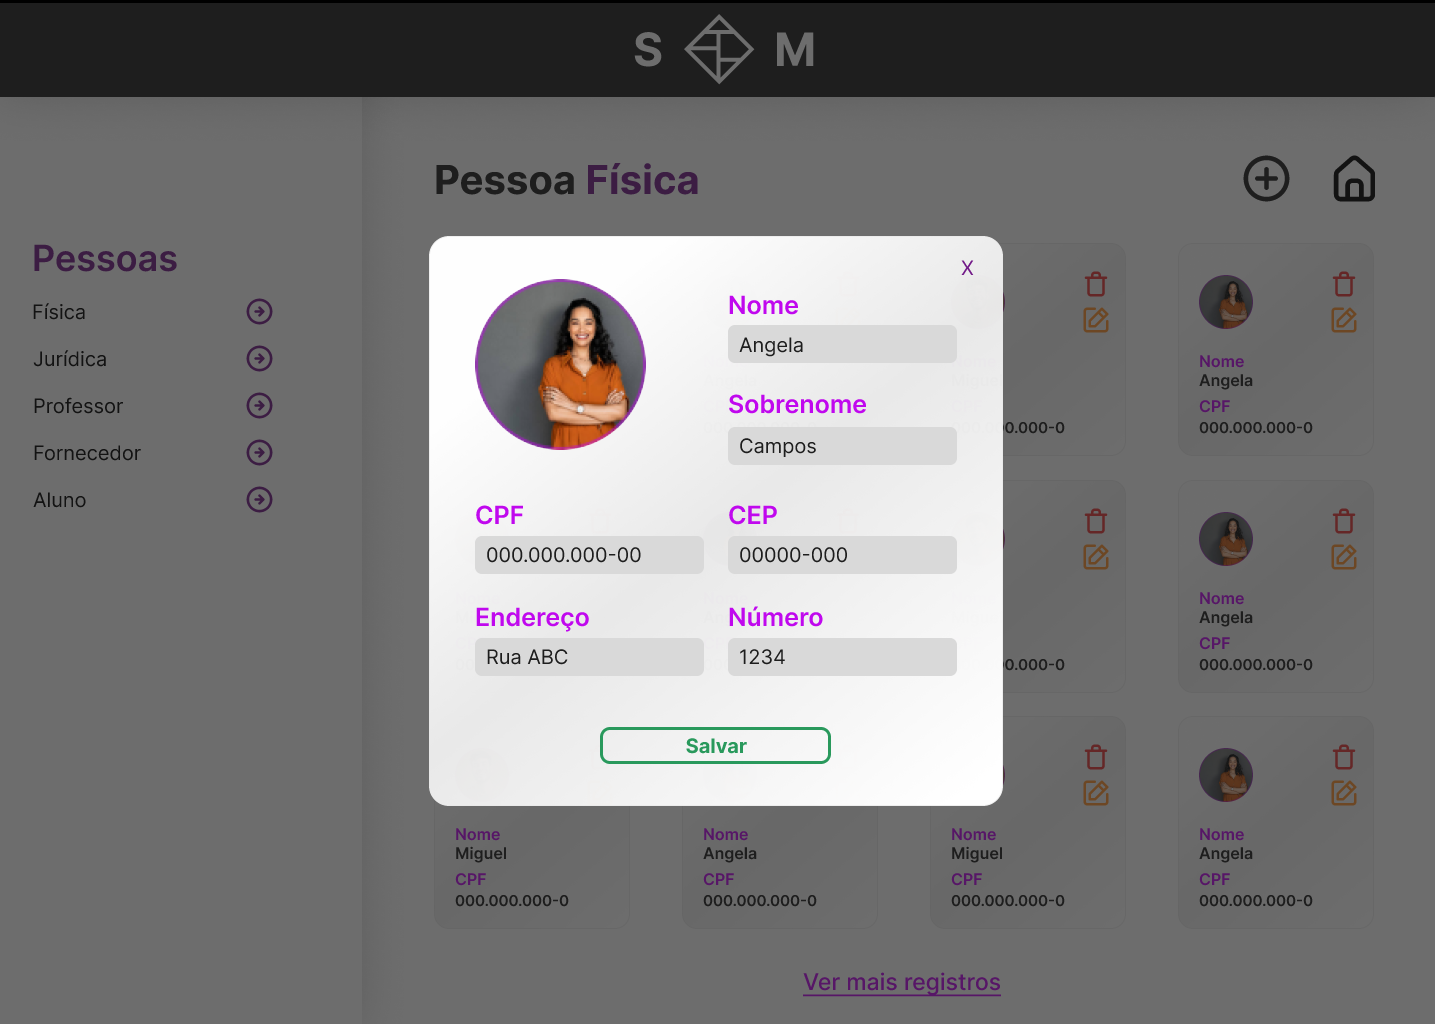 S M
Pessoa Física
Pessoas
Física
Jurídica
Professor
Fornecedor
Aluno
X
Nome
Angela
Sobrenome
Campos
CPF
000.000.000-00
CEP
00000-000
Endereço
Rua ABC
Número
1234
Salvar
Nome
Angela
CPF
0.000-0
000.000.000-0
Nome
Angela
CPF
0.000-0
000.000.000-0
Nome
Miguel
CPF
000.000.000-0
Nome
Angela
CPF
000.000.000-0
Nome
Miguel
CPF
000.000.000-0
Nome
Angela
CPF
000.000.000-0
Ver mais registros